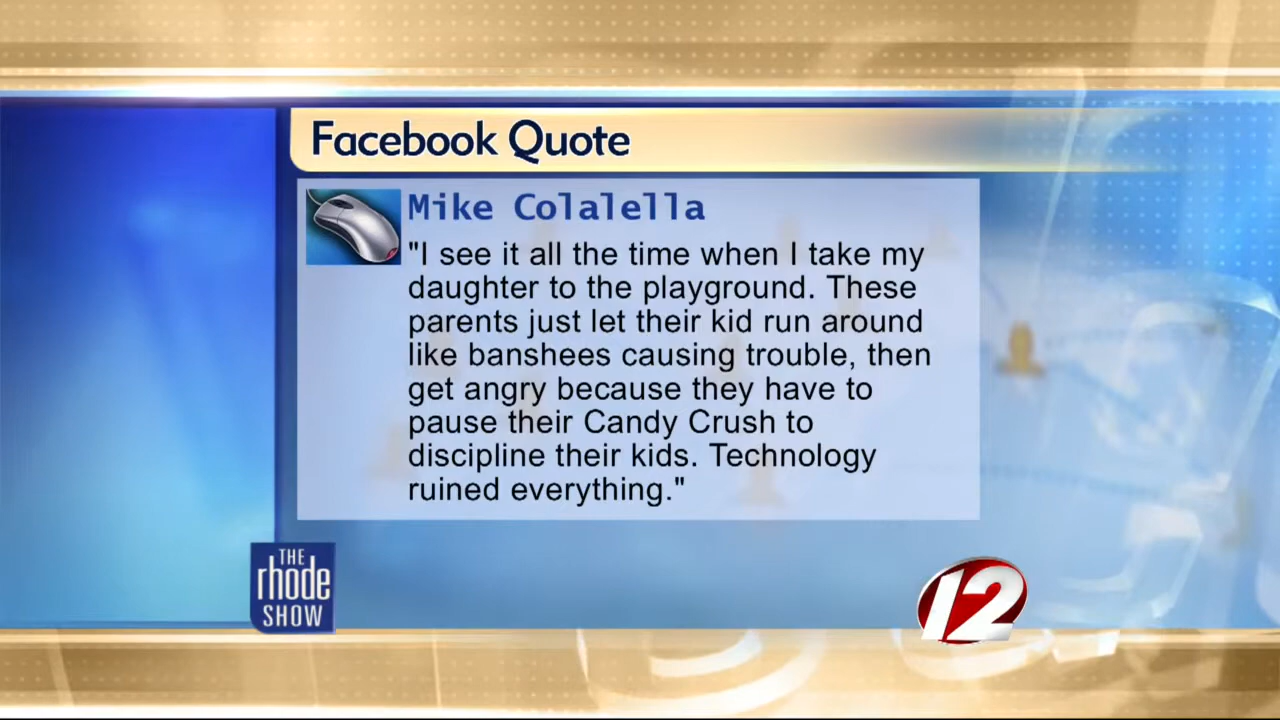 Facebook Quote
Mike Colalella
"I see it all the time when I take my
daughter to the playground. These
parents just let their kid run around
like banshees causing trouble, then
get angry because they have to
pause their Candy Crush to
discipline their kids. Technology
ruined everything."
THE
rhode
SHOW
12